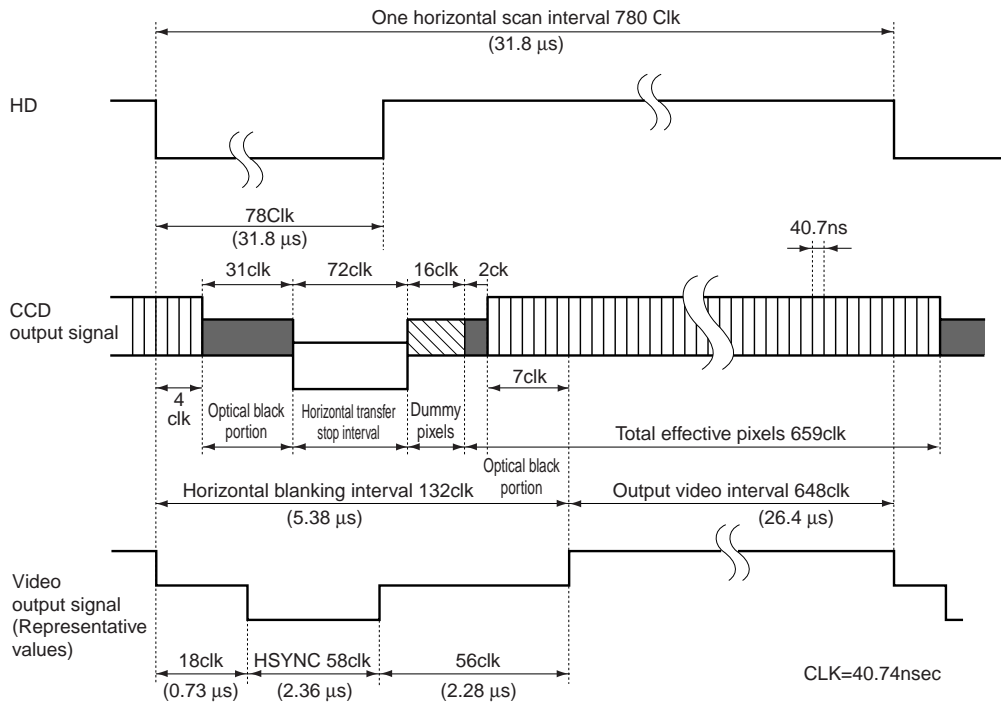 One horizontal scan interval 780 Clk
(31.8 µs)
HD
78Clk
(31.8 µs)
40.7ns
31clk
72clk
16clk
2ck
CCD
output signal
4
clk
7clk
Optical black
portion
Horizontal transfer
stop interval
Dummy
pixels
Total effective pixels 659clk
Optical black
portion
Horizontal blanking interval 132clk
(5.38 µs)
Output video interval 648clk
(26.4 µs)
Video
output signal
(Representative
values)
18clk
(0.73 µs)
HSYNC 58clk
(2.36 µs)
56clk
(2.28 µs)
CLK=40.74nsec